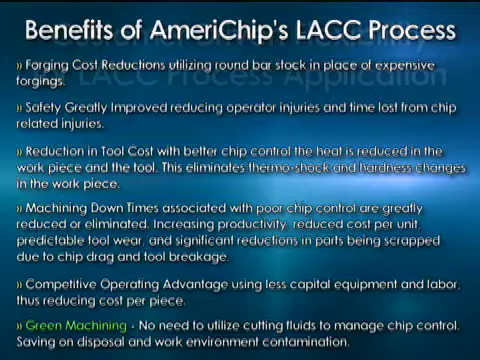 Benefits of AmeriChip's LACC Process
LACC Process Application
» Forging Cost Reductions utilizing round bar stock in place of expensive
forgings.
» Safety Greatly Improved reducing operator injuries and time lost from chip
related injuries.
» Reduction in Tool Cost with better chip control the heat is reduced in the
work piece and the tool. This eliminates thermo-shock and hardness changes
in the work piece.
» Machining Down Times associated with poor chip control are greatly
reduced or eliminated. Increasing productivity, reduced cost per unit,
predictable tool wear, and significant reductions in parts being scrapped
due to chip drag and tool breakage.
» Competitive Operating Advantage using less capital equipment and labor,
thus reducing cost per piece.
» Green Machining - No need to utilize cutting fluids to manage chip control.
Saving on disposal and work environment contamination.